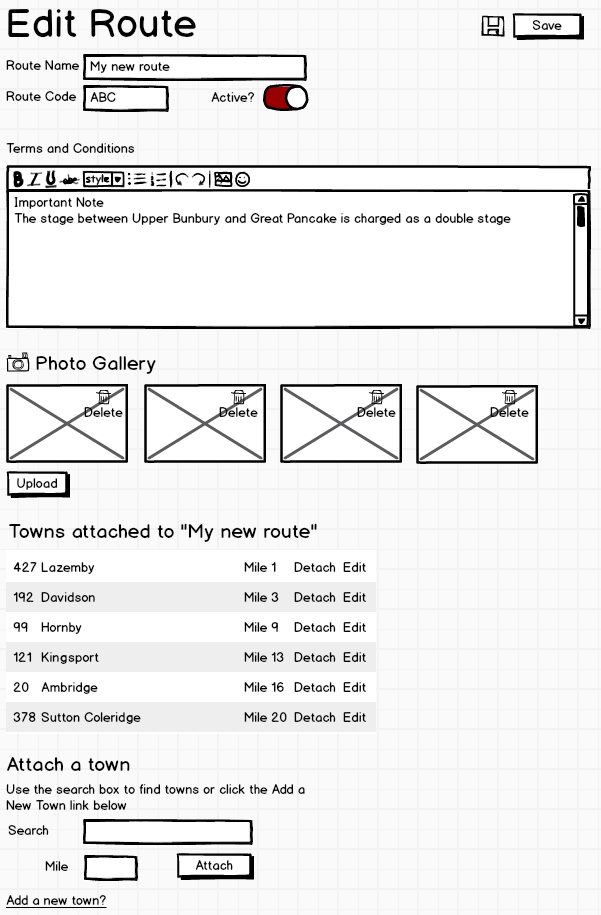 Edit Route
Save
Route Name My new route
Route Code ABC Active?
Terms and Conditions
B I U abc style
Important Note
The stage between Upper Bunbury and Great Pancake is charged as a double stage
Photo Gallery
Delete Delete Delete Delete
Upload
Towns attached to "My new route"
427 Lazemby Mile 1 Detach Edit
192 Davidson Mile 3 Detach Edit
99 Hornby Mile 9 Detach Edit
121 Kingsport Mile 13 Detach Edit
20 Ambridge Mile 16 Detach Edit
378 Sutton Coleridge Mile 20 Detach Edit
Attach a town
Use the search box to find towns or click the Add a
New Town link below
Search
Mile Attach
Add a new town?